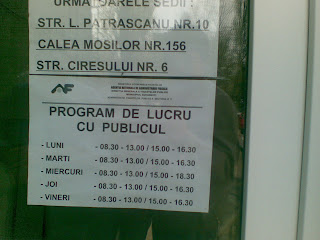 URMATOARELE SEDII :
STR. L. PATRASCANU NR.10
CALEA MOSILOR NR.156
STR. CIRESULUI NR. 6
PROGRAM DE LUCRU
CU PUBLICUL
- LUNI - 08.30 - 13.00 / 15.00 - 16.30
- MARTI - 08.30 - 13.00 / 15.00 - 16.30
- MIERCURI - 08.30 - 13.00 / 15.00 - 18.30
- JOI - 08.30 - 13.00 / 15.00 - 16.30
- VINERI - 08.30 - 13.00 / 15.00 - 16.30